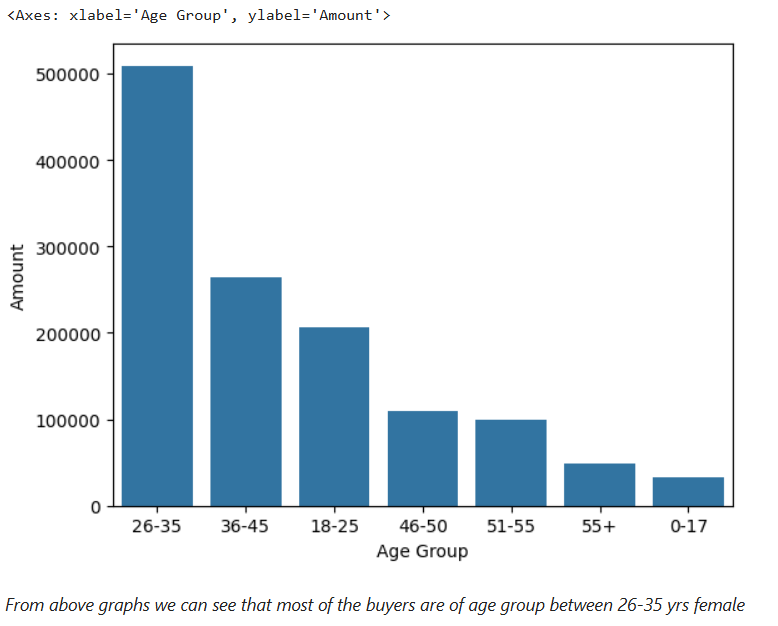 <Axes: xlabel='Age Group', ylabel='Amount'>
500000
400000
300000
200000
100000
0
Amount
26-35 36-45 18-25 46-50 51-55 55+ 0-17
Age Group
From above graphs we can see that most of the buyers are of age group between 26-35 yrs female